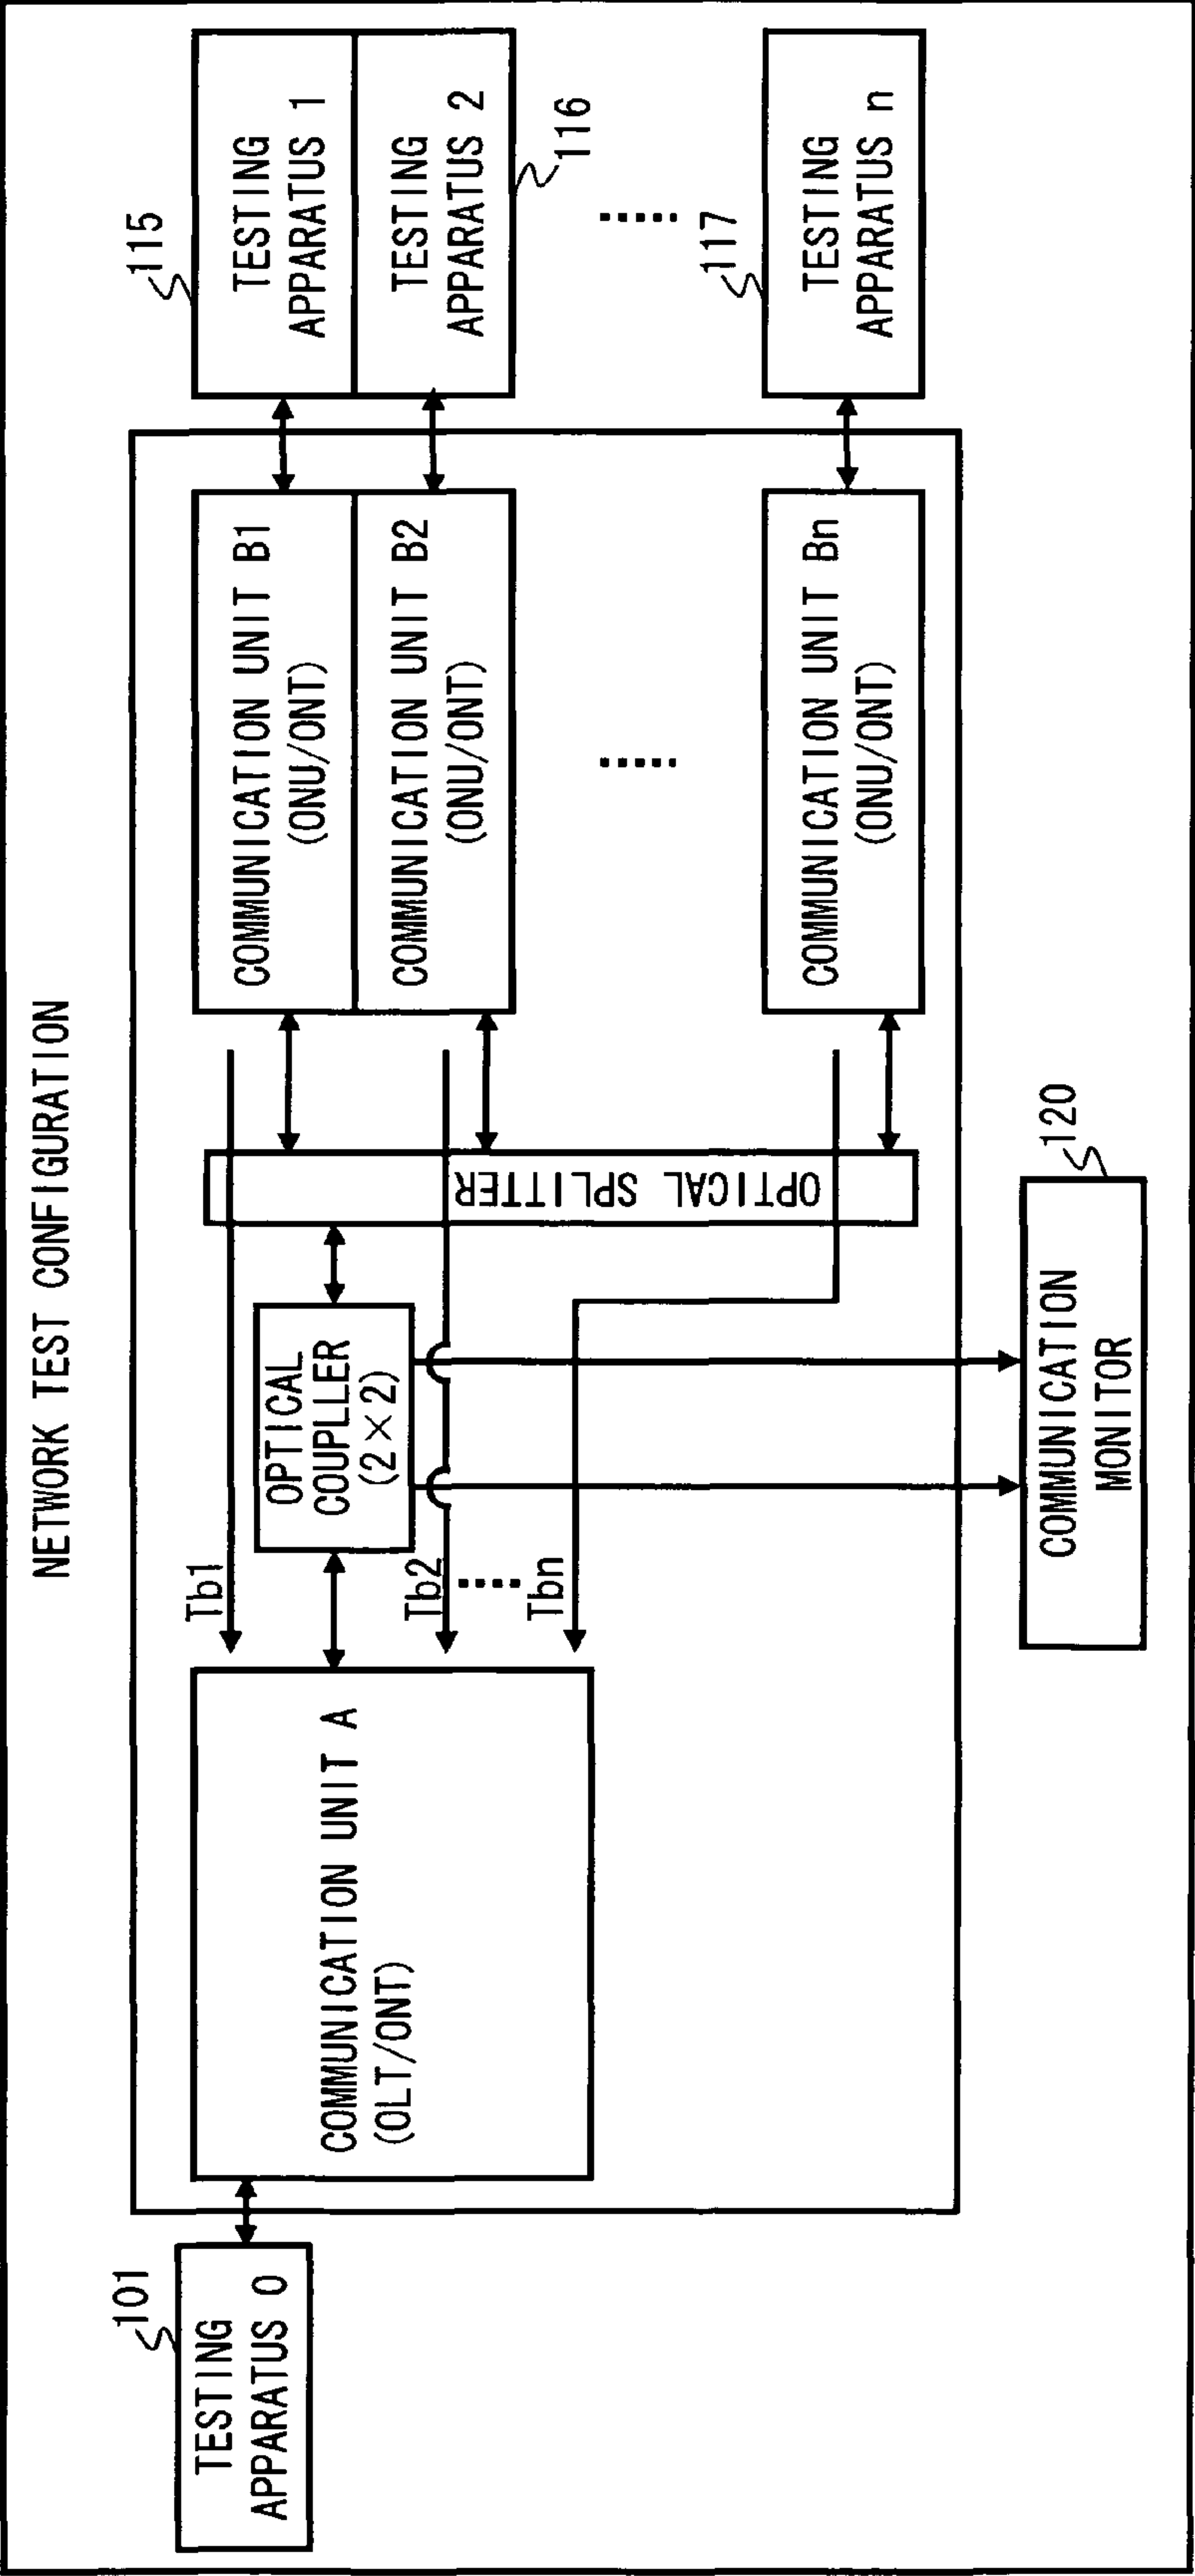 NETWORK TEST CONFIGURATION
101
TESTING
APPARATUS 0
COMMUNICATION UNIT A
(OLT/ONT)
Tb1
Tb2
.....
Tbn
OPTICAL
COUPLLER
(2×2)
OPTICAL SPLITTER
COMMUNICATION UNIT B1
(ONU/ONT)
COMMUNICATION UNIT B2
(ONU/ONT)
.....
COMMUNICATION UNIT Bn
(ONU/ONT)
115
TESTING
APPARATUS 1
TESTING
APPARATUS 2
116
.....
117
TESTING
APPARATUS n
120
COMMUNICATION
MONITOR